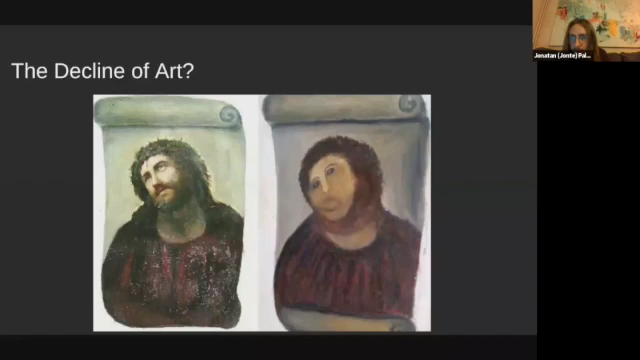 The Decline of Art?
Jonatan (Jonte) Pal...